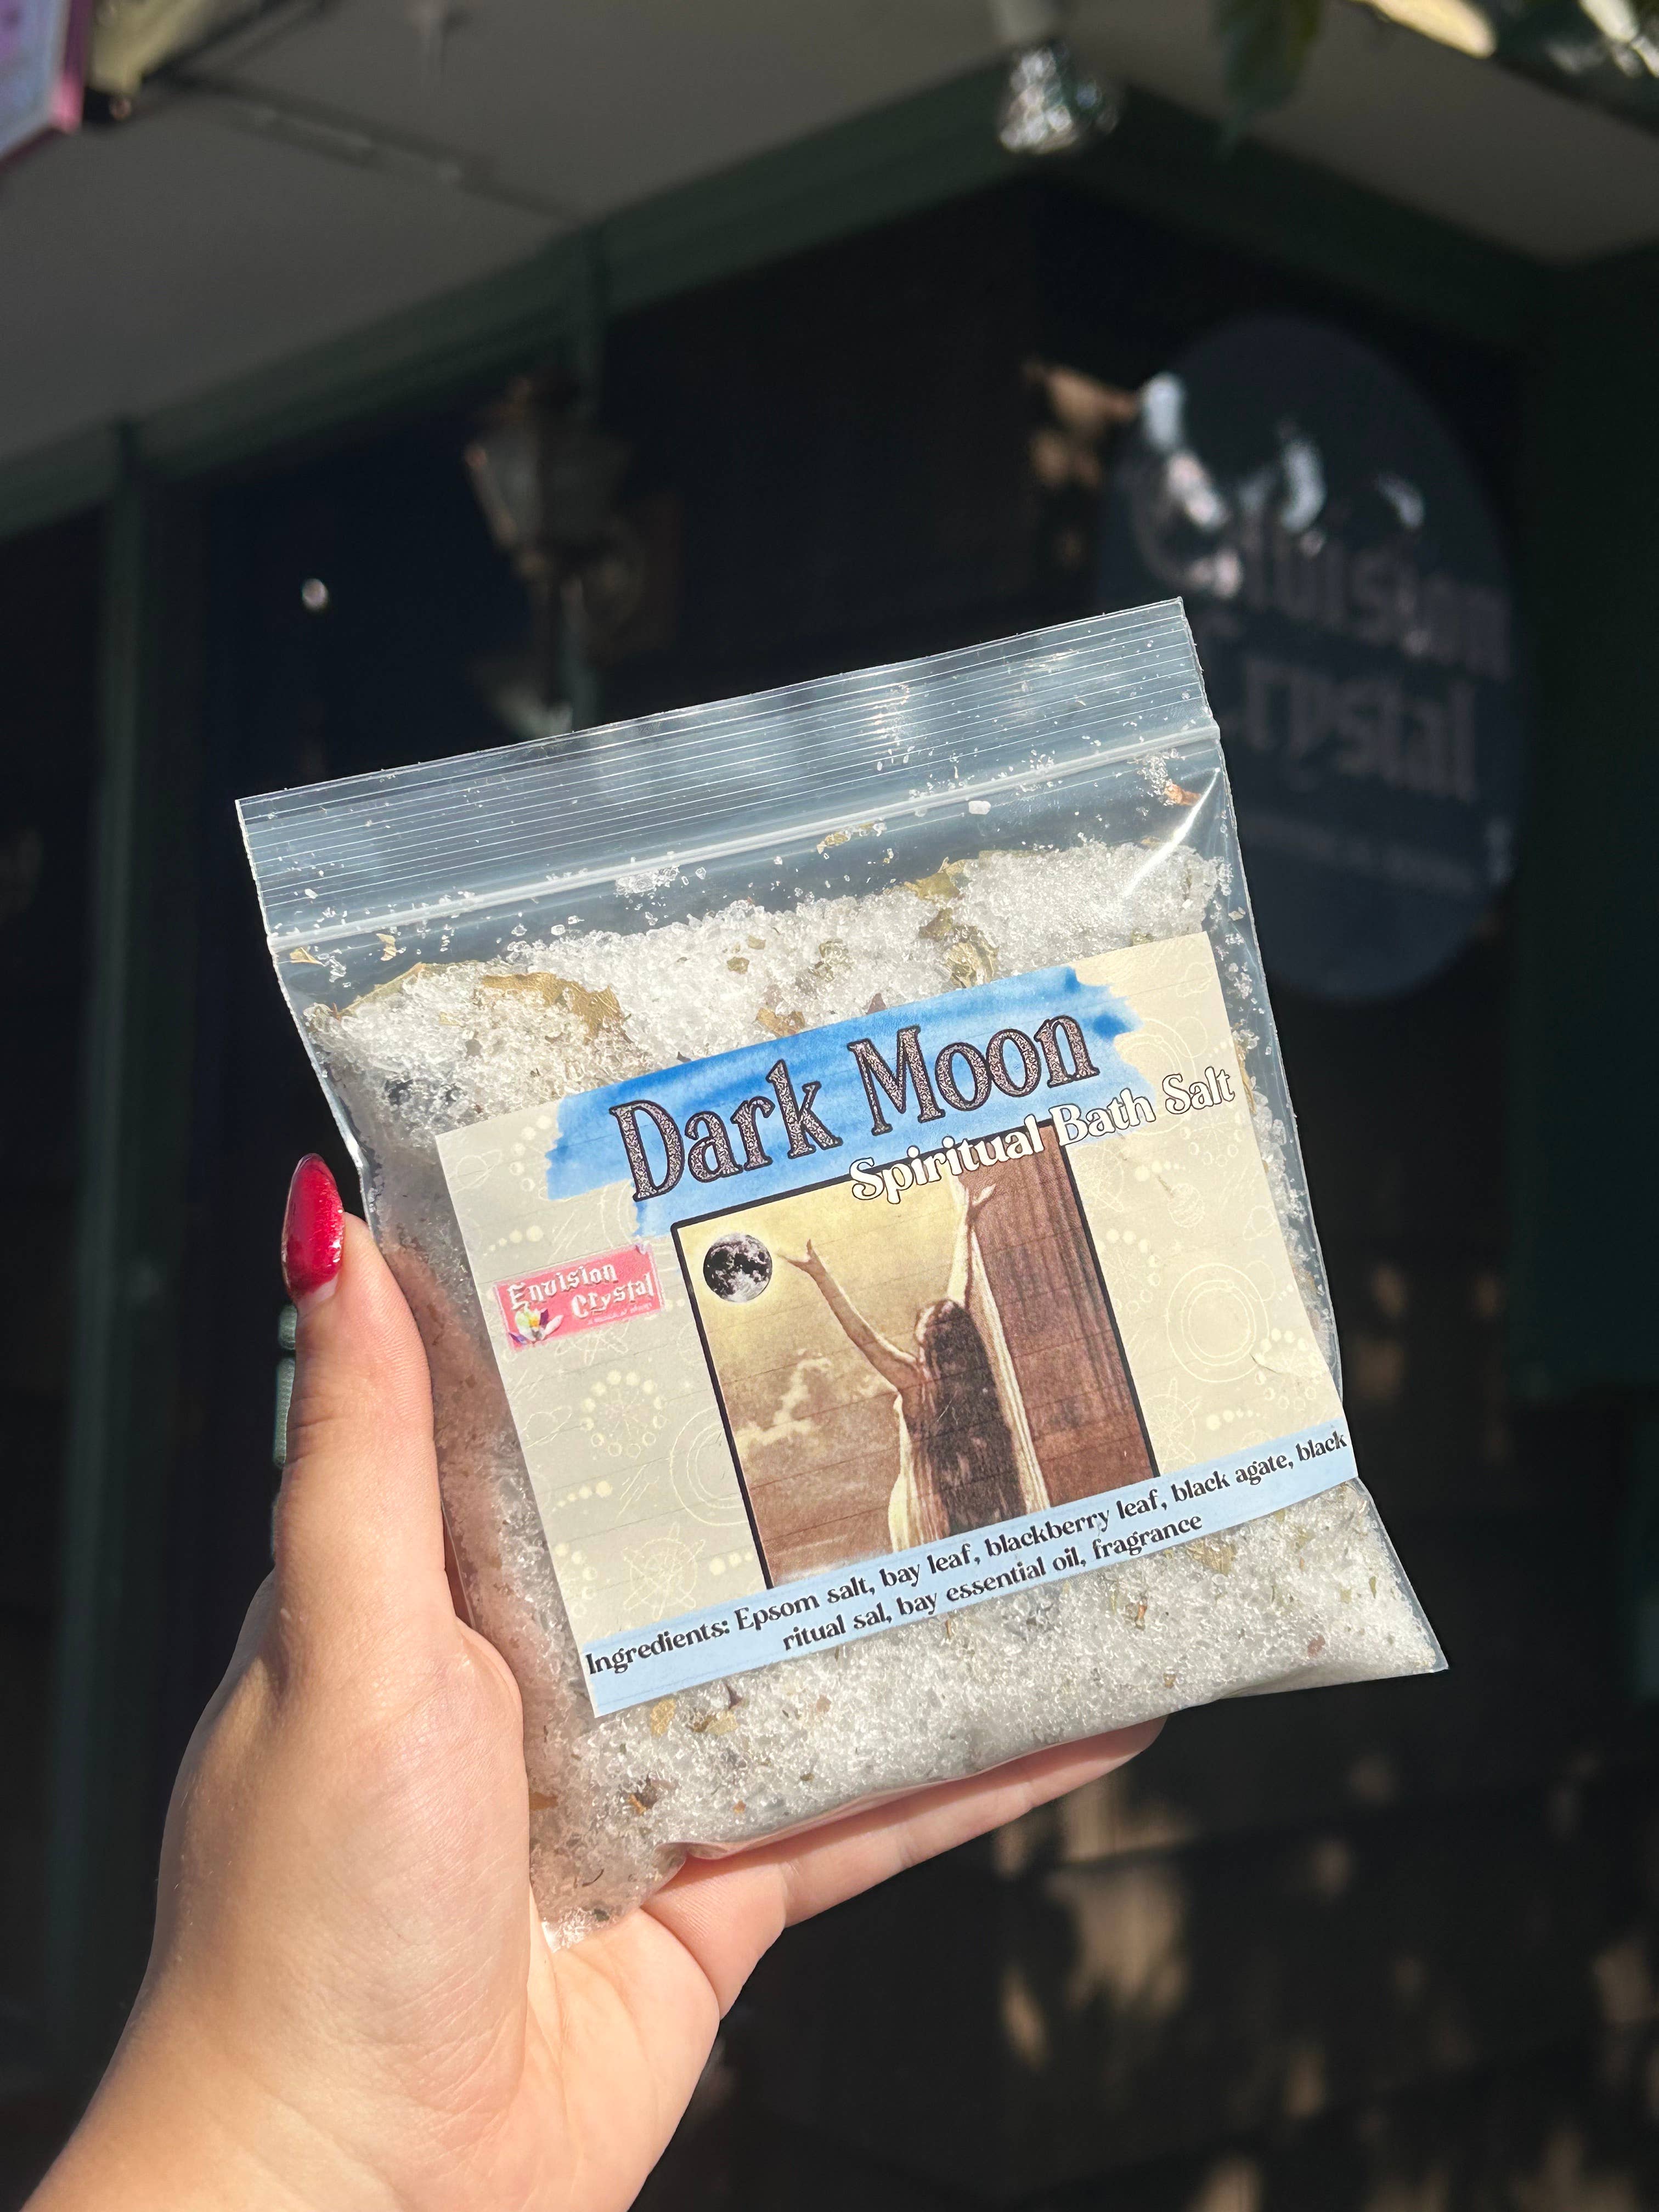 Envision
Crystal
Dark Moon
Spiritual Bath Salt
Envision
Crystal
Ingredients: Epsom salt, bay leaf, blackberry leaf, black agate, black
ritual sal, bay essential oil, fragrance